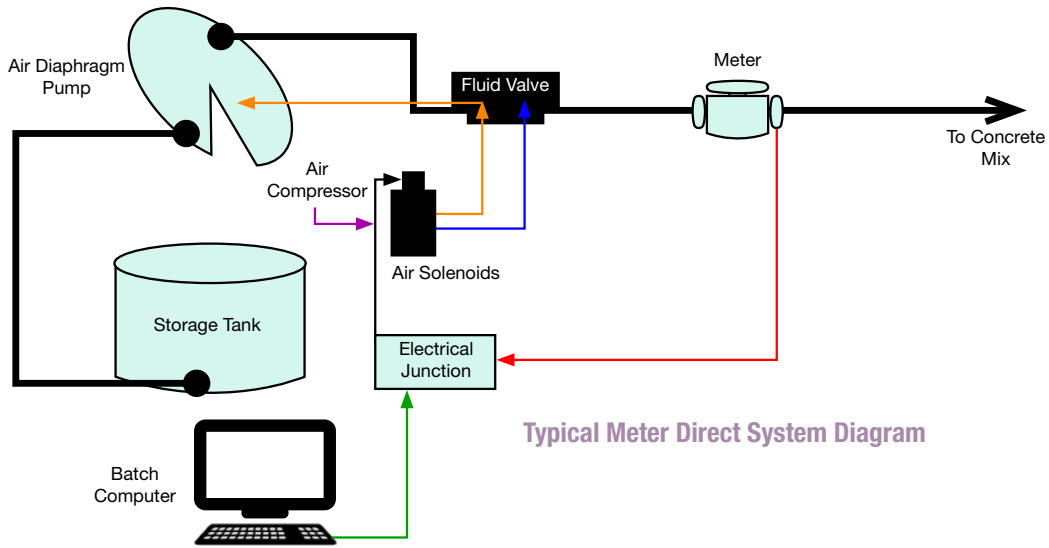 Air Diaphragm
Pump
Fluid Valve
Meter
To Concrete
Mix
Air
Compressor
Air Solenoids
Storage Tank
Electrical
Junction
Typical Meter Direct System Diagram
Batch
Computer